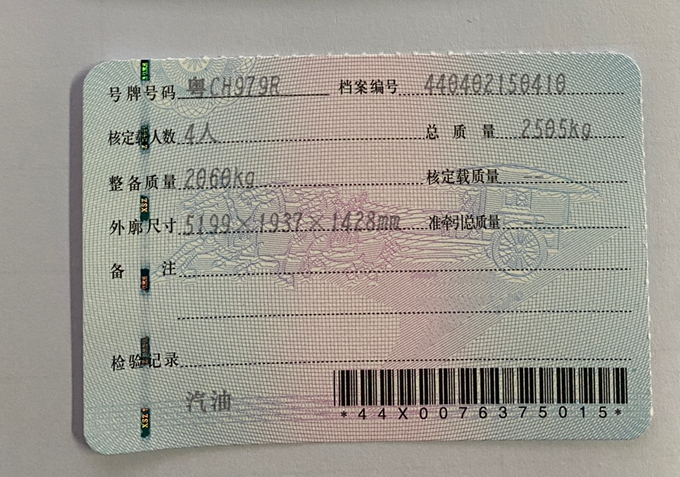 号牌号码 粤CH979R 档案编号 440402150410
核定载人数 4人 总质量 2505kg
整备质量 2060kg 核定载质量
外廓尺寸 5199×1937×1428mm 准牵引总质量
备注
检验记录
汽油
*44X0076375015*